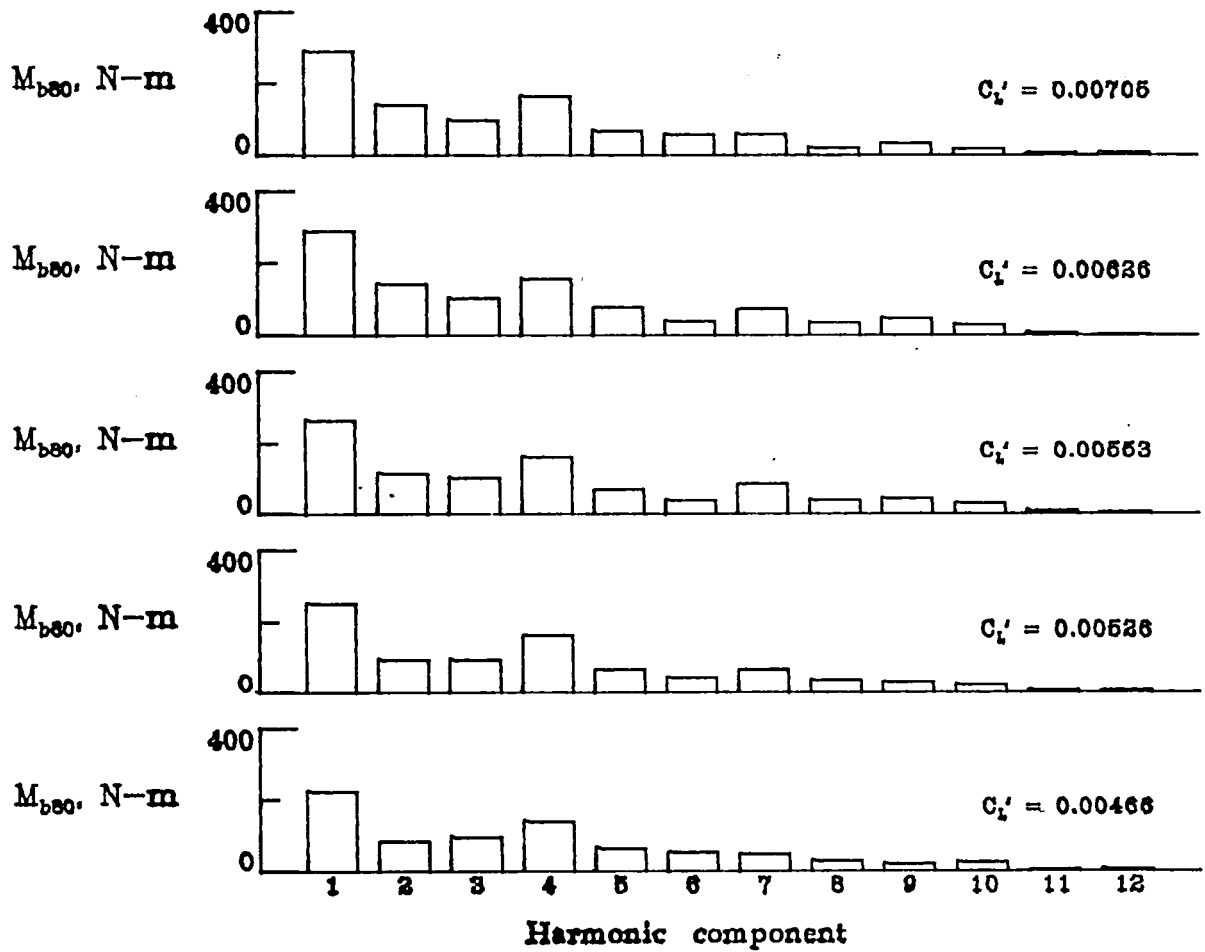 400
M_b80, N-m
C_L' = 0.00705
0
400
M_b80, N-m
C_L' = 0.00626
0
400
M_b80, N-m
C_L' = 0.00553
0
400
M_b80, N-m
C_L' = 0.00526
0
400
M_b80, N-m
C_L' = 0.00466
0
1 2 3 4 5 6 7 8 9 10 11 12
Harmonic component